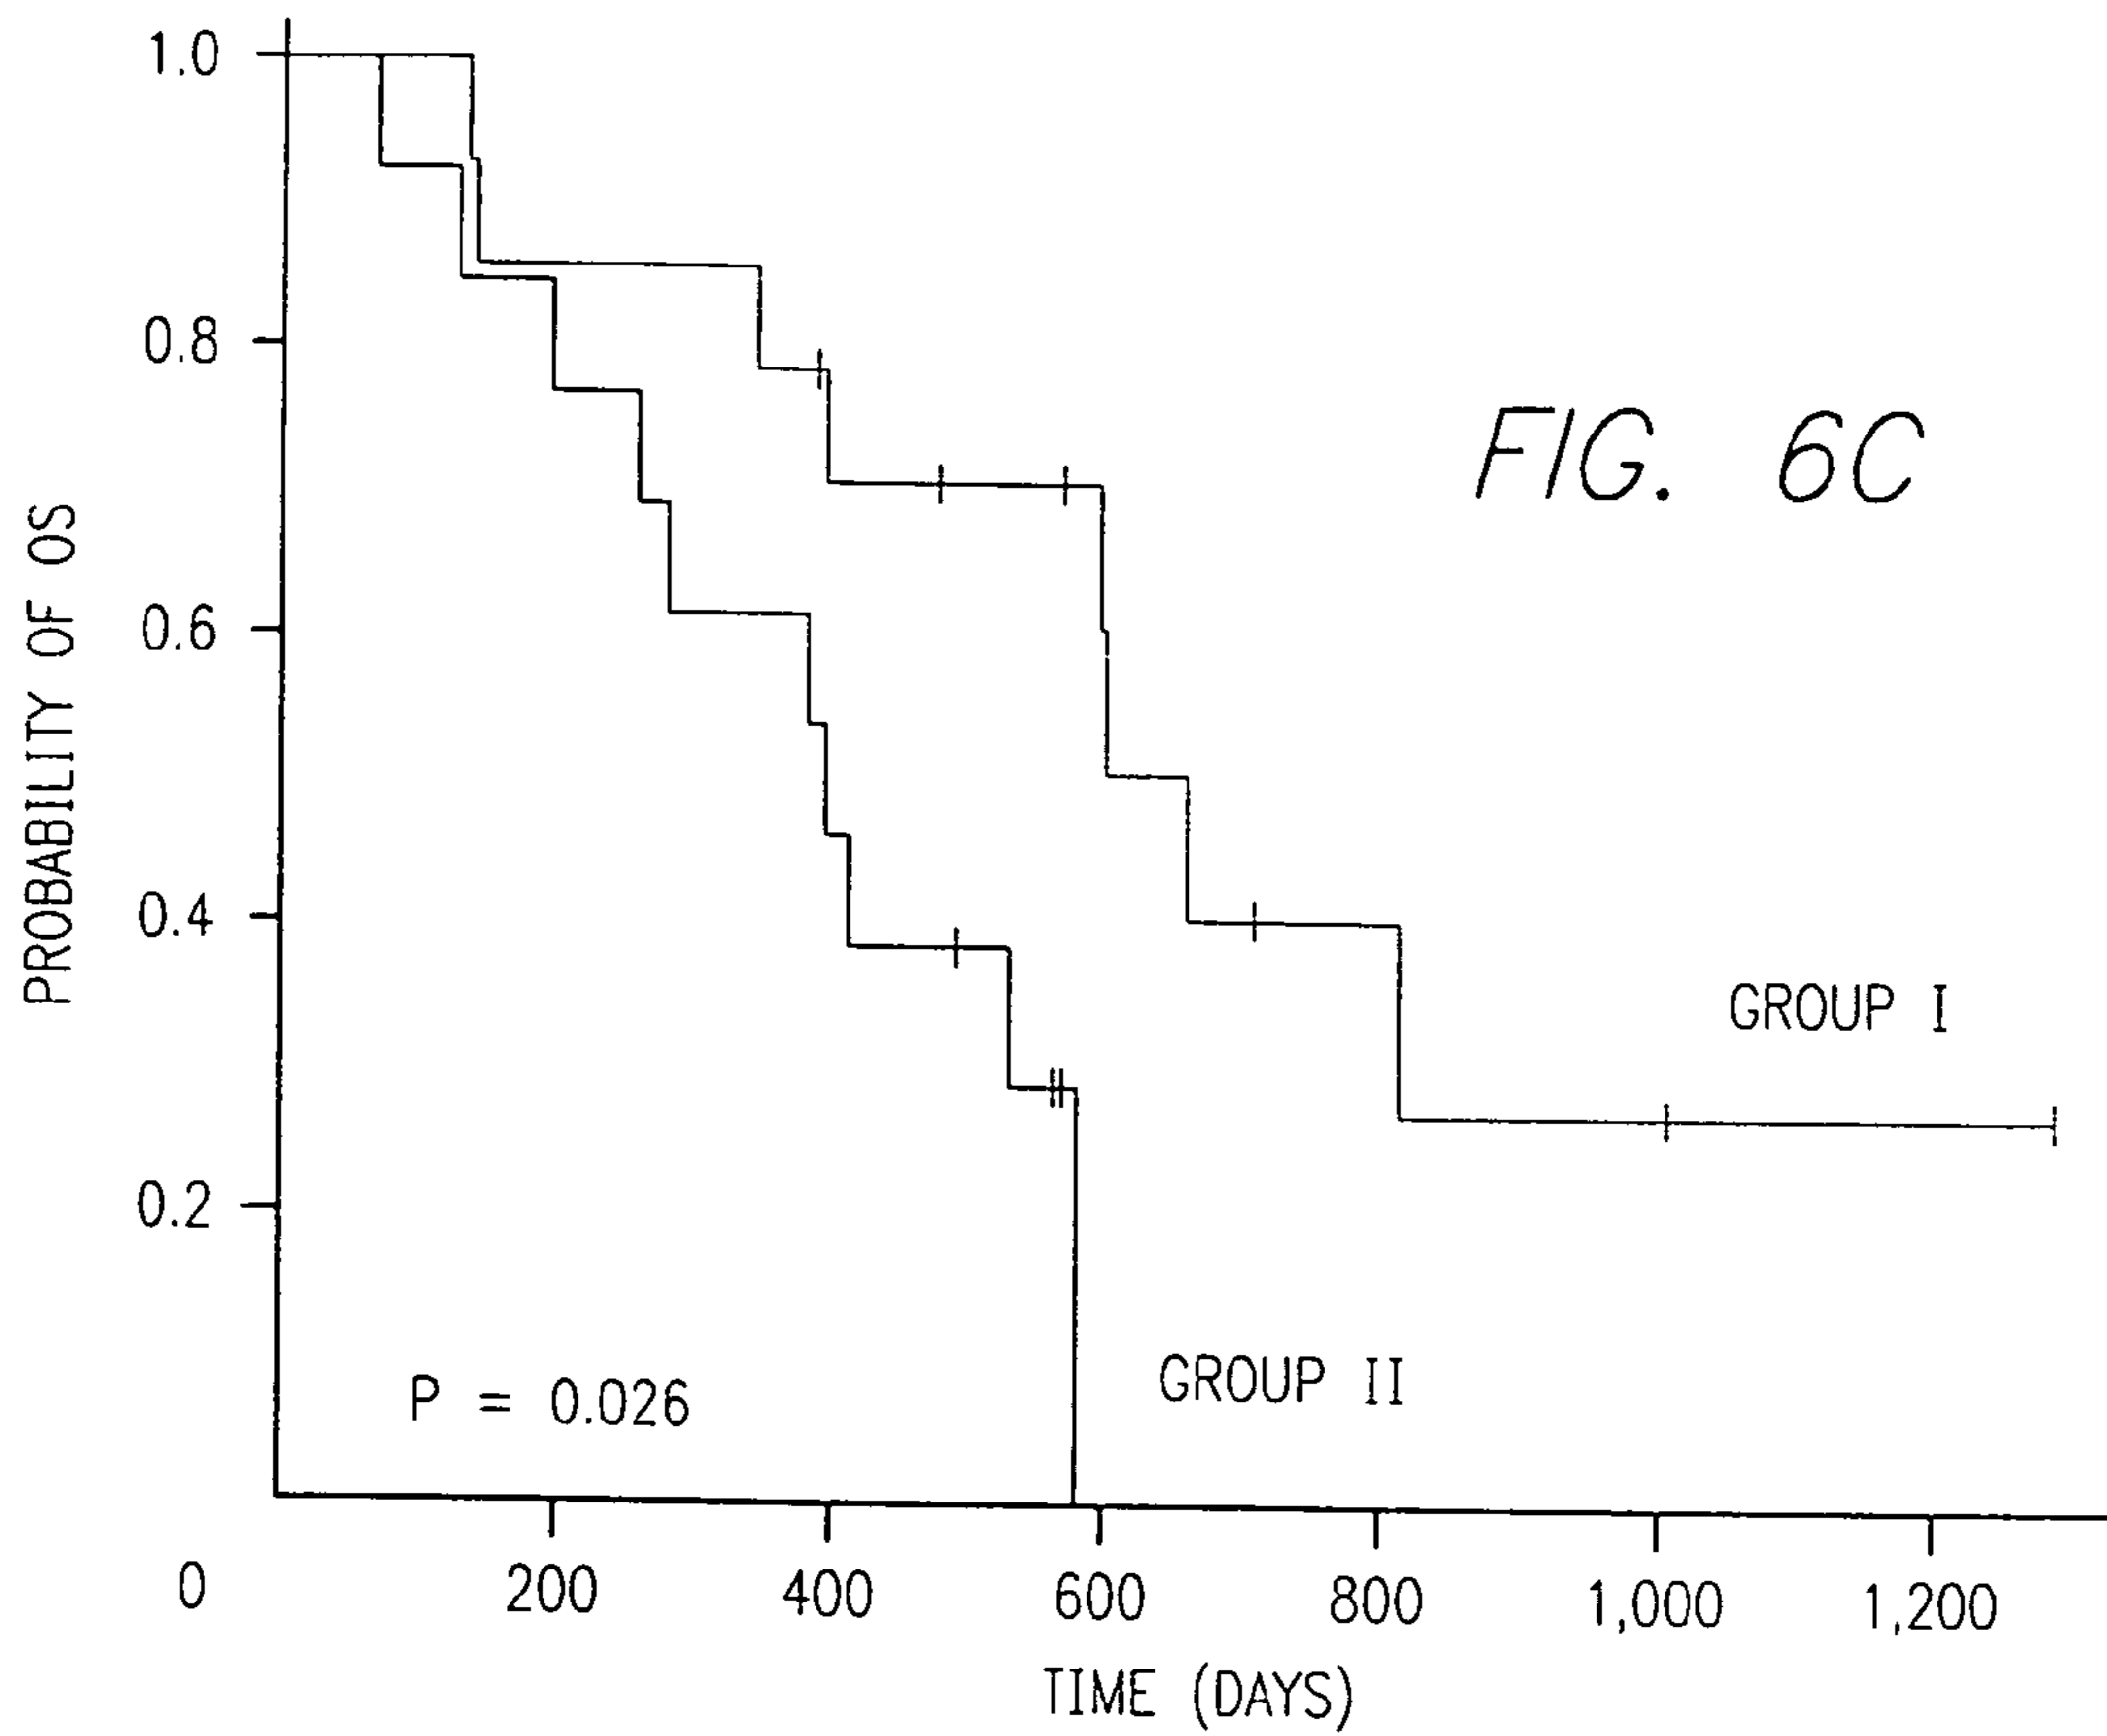 1.0
0.8
0.6
0.4
0.2
PROBABILITY OF OS
FIG. 6C
GROUP I
GROUP II
P = 0.026
0
200
400
600
800
1,000
1,200
TIME (DAYS)